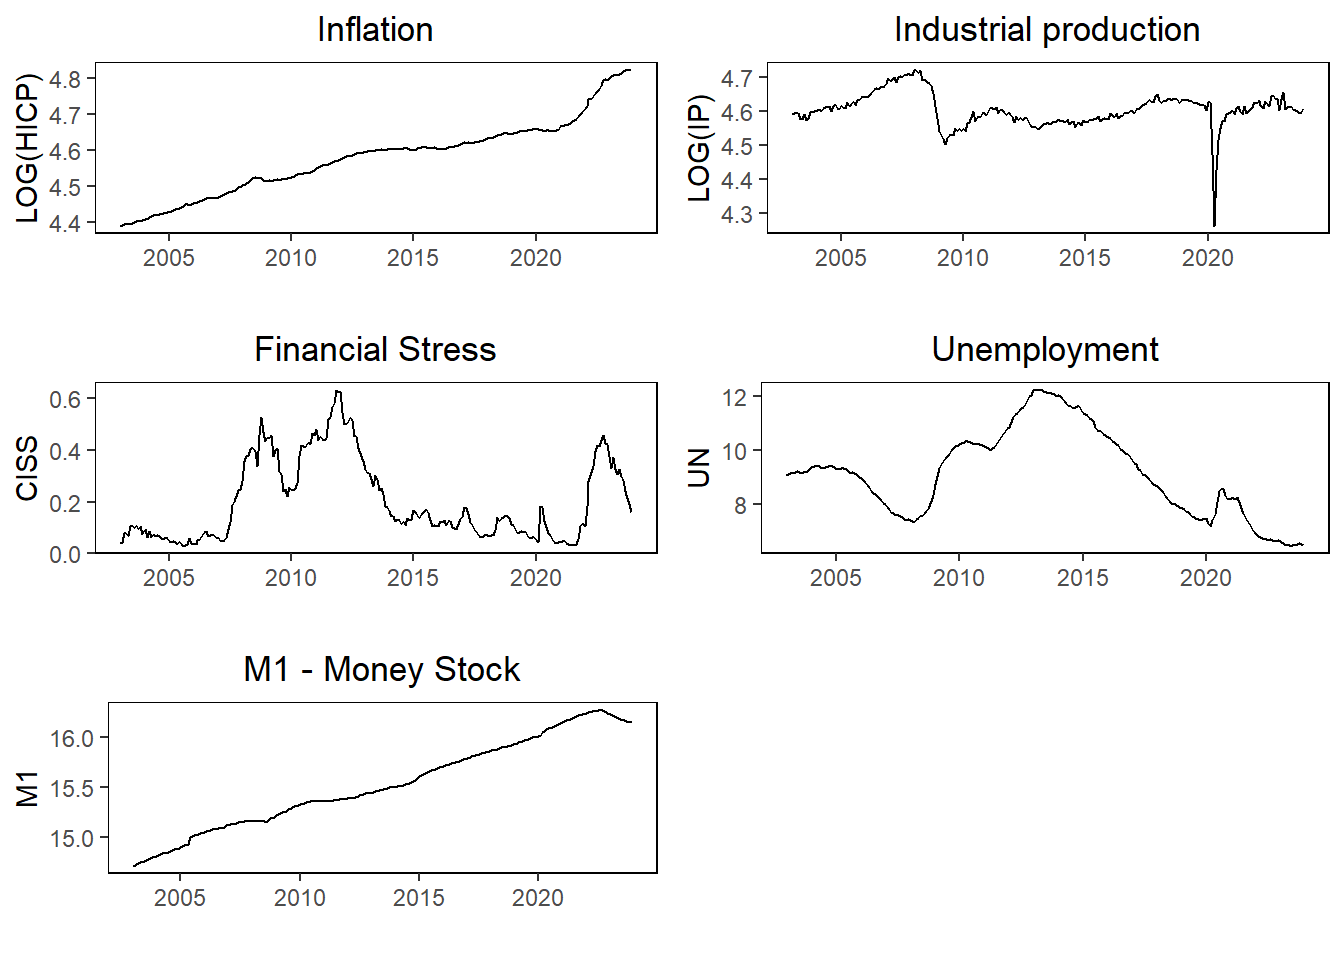 Inflation
LOG(HICP)
4.8
4.7
4.6
4.5
4.4
2005 2010 2015 2020
Industrial production
LOG(IP)
4.7
4.6
4.5
4.4
4.3
2005 2010 2015 2020
Financial Stress
CISS
0.6
0.4
0.2
0.0
2005 2010 2015 2020
Unemployment
UN
12
10
8
2005 2010 2015 2020
M1 - Money Stock
M1
16.0
15.5
15.0
2005 2010 2015 2020